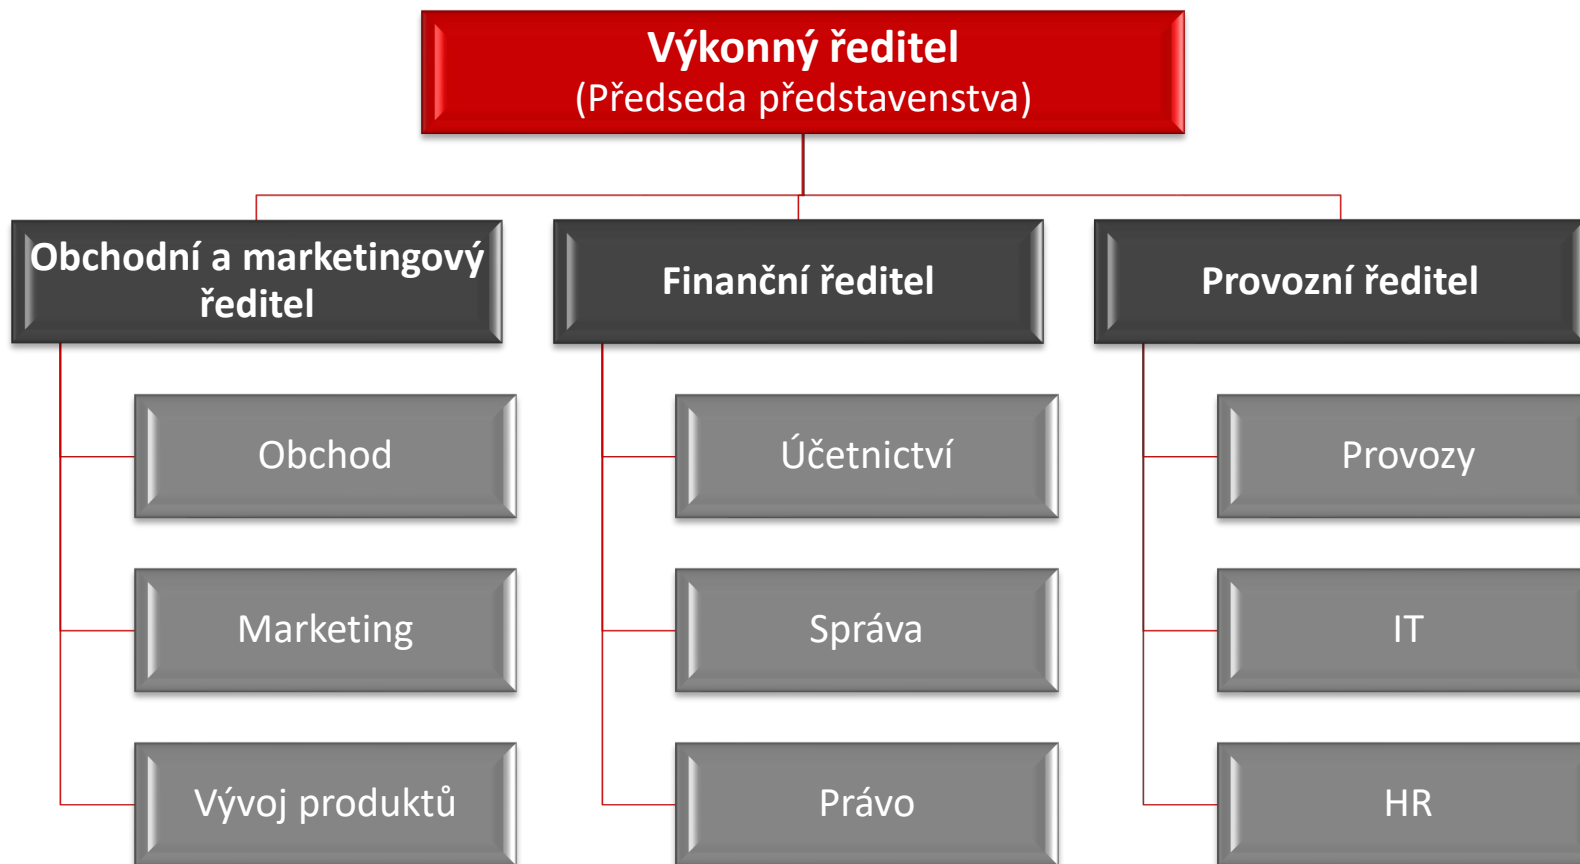 Výkonný ředitel
(Předseda představenstva)
Obchodní a marketingový
ředitel
Finanční ředitel
Provozní ředitel
Obchod
Účetnictví
Provozy
Marketing
Správa
IT
Vývoj produktů
Právo
HR